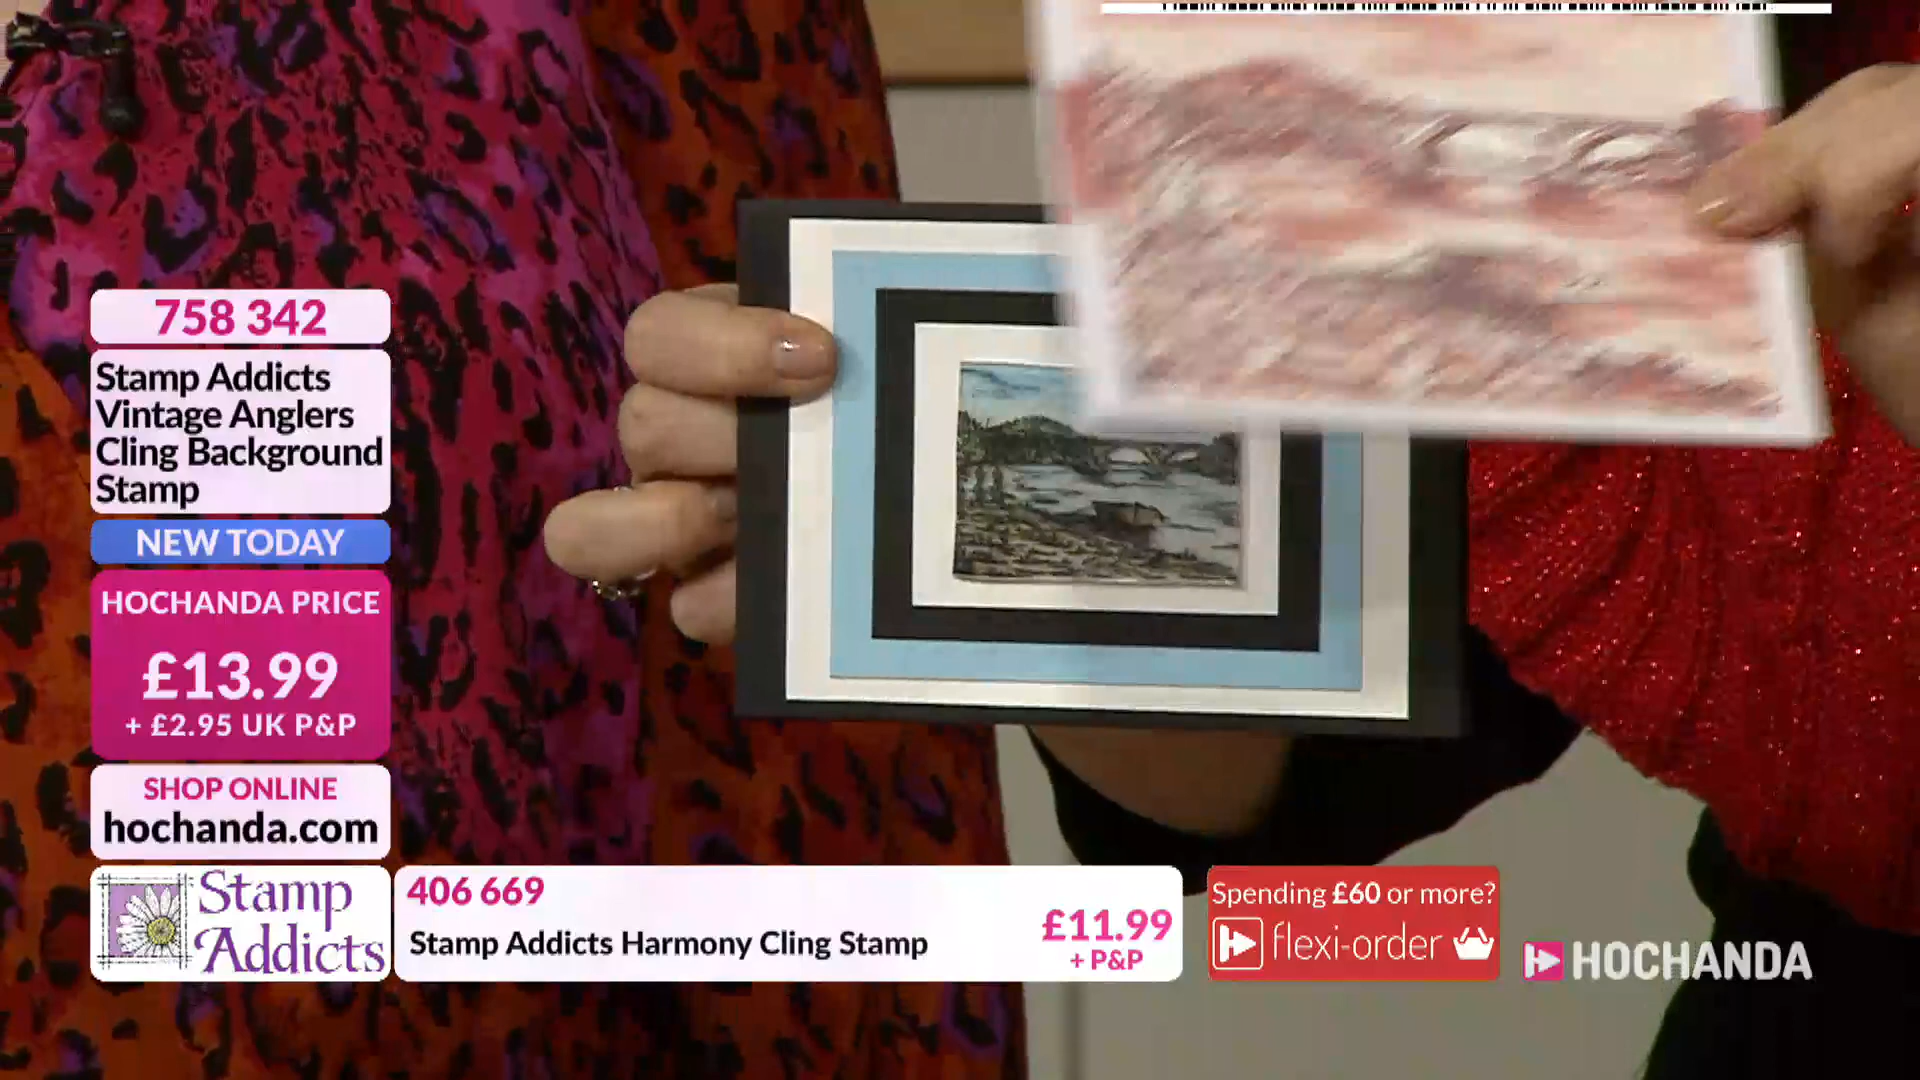 758 342
Stamp Addicts
Vintage Anglers
Cling Background
Stamp
NEW TODAY
HOCHANDA PRICE
£13.99
+ £2.95 UK P&P
SHOP ONLINE
hochanda.com
Stamp
Addicts
406 669
Stamp Addicts Harmony Cling Stamp
£11.99
+ P&P
Spending £60 or more?
flexi-order
HOCHANDA